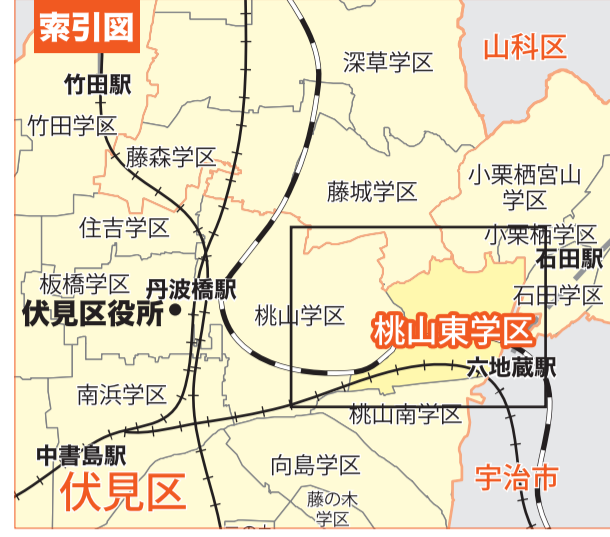 索引図
深草学区
山科区
竹田駅
竹田学区
藤森学区
藤城学区
小栗栖宮山
学区
住吉学区
小栗栖学区
石田駅
板橋学区
丹波橋駅
石田学区
伏見区役所
桃山学区
桃山東学区
六地蔵駅
南浜学区
桃山南学区
中書島駅
向島学区
宇治市
伏見区
藤の木
学区